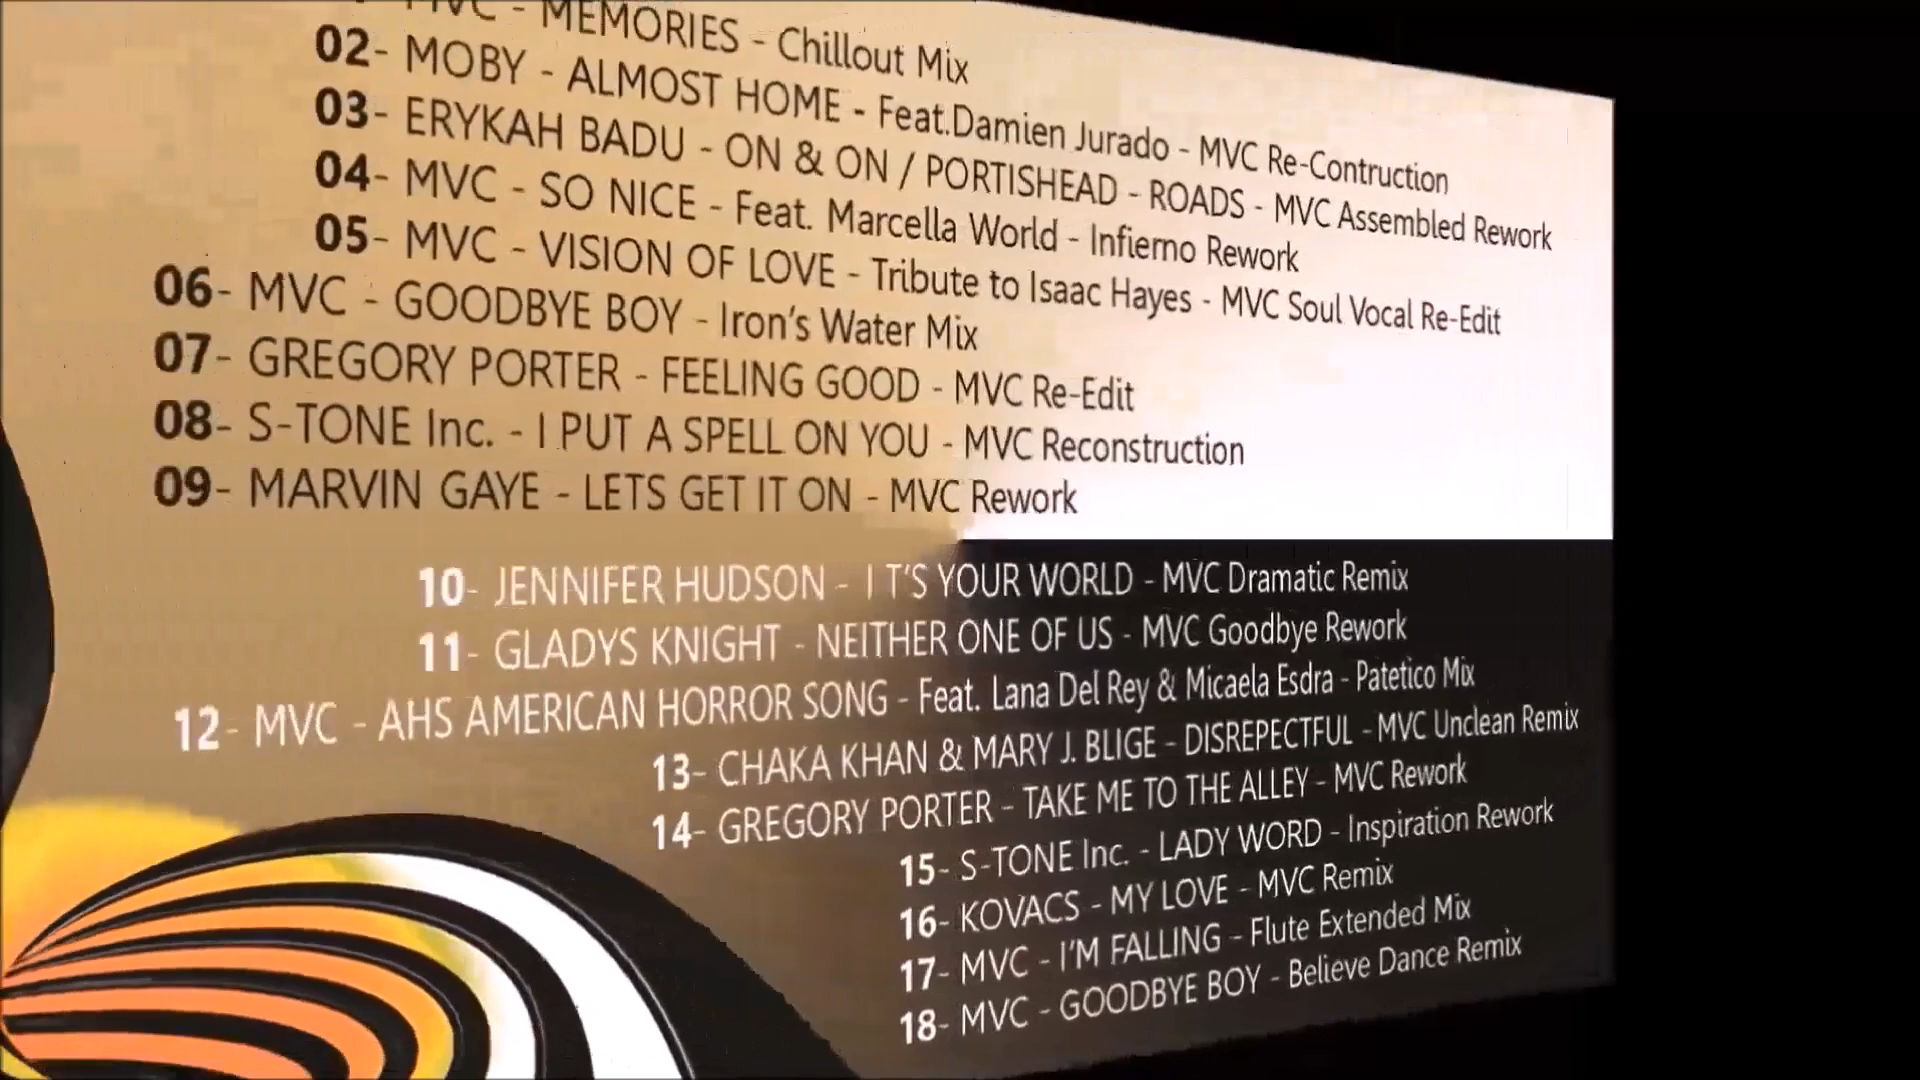 MVC - MEMORIES - Chillout Mix
02- MOBY - ALMOST HOME - Feat.Damien Jurado - MVC Re-Contruction
03- ERYKAH BADU - ON & ON / PORTISHEAD - ROADS - MVC Assembled Rework
04- MVC - SO NICE - Feat. Marcella World - Infierno Rework
05- MVC - VISION OF LOVE - Tribute to Isaac Hayes - MVC Soul Vocal Re-Edit
06- MVC - GOODBYE BOY - Iron's Water Mix
07- GREGORY PORTER - FEELING GOOD - MVC Re-Edit
08- S-TONE Inc. - I PUT A SPELL ON YOU - MVC Reconstruction
09- MARVIN GAYE - LETS GET IT ON - MVC Rework
10- JENNIFER HUDSON - I T'S YOUR WORLD - MVC Dramatic Remix
11- GLADYS KNIGHT - NEITHER ONE OF US - MVC Goodbye Rework
12- MVC - AHS AMERICAN HORROR SONG - Feat. Lana Del Rey & Micaela Esdra - Patetico Mix
13- CHAKA KHAN & MARY J. BLIGE - DISREPECTFUL - MVC Unclean Remix
14- GREGORY PORTER - TAKE ME TO THE ALLEY - MVC Rework
15- S-TONE Inc. - LADY WORD - Inspiration Rework
16- KOVACS - MY LOVE - MVC Remix
17- MVC - I'M FALLING - Flute Extended Mix
18- MVC - GOODBYE BOY - Believe Dance Remix